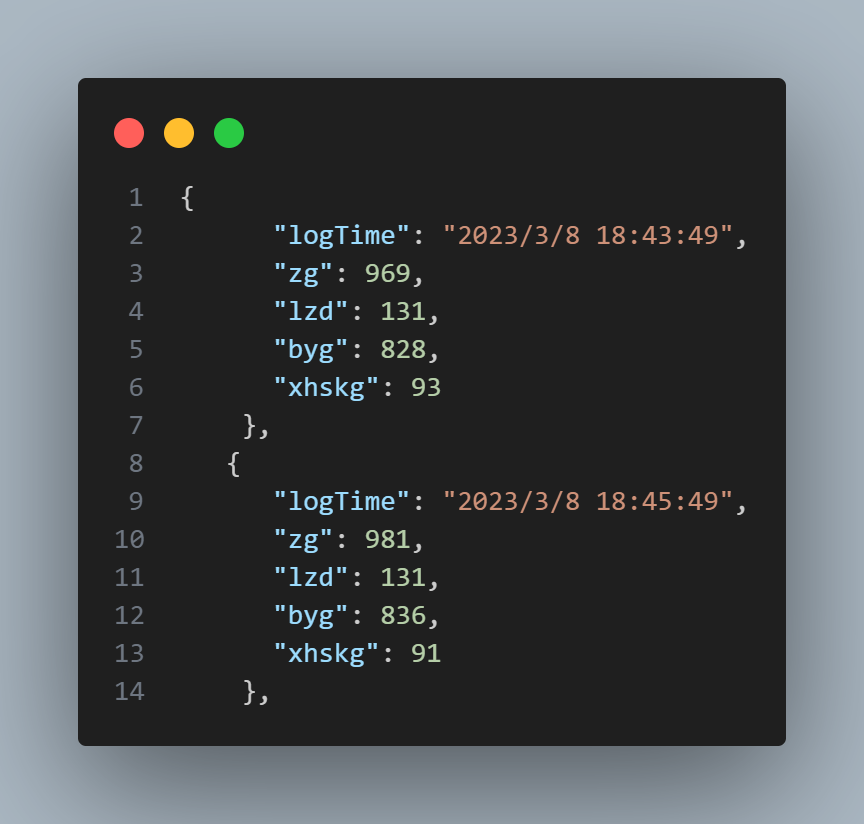 1 {
2 "logTime": "2023/3/8 18:43:49",
3 "zg": 969,
4 "lzd": 131,
5 "byg": 828,
6 "xhskg": 93
7 },
8 {
9 "logTime": "2023/3/8 18:45:49",
10 "zg": 981,
11 "lzd": 131,
12 "byg": 836,
13 "xhskg": 91
14 },